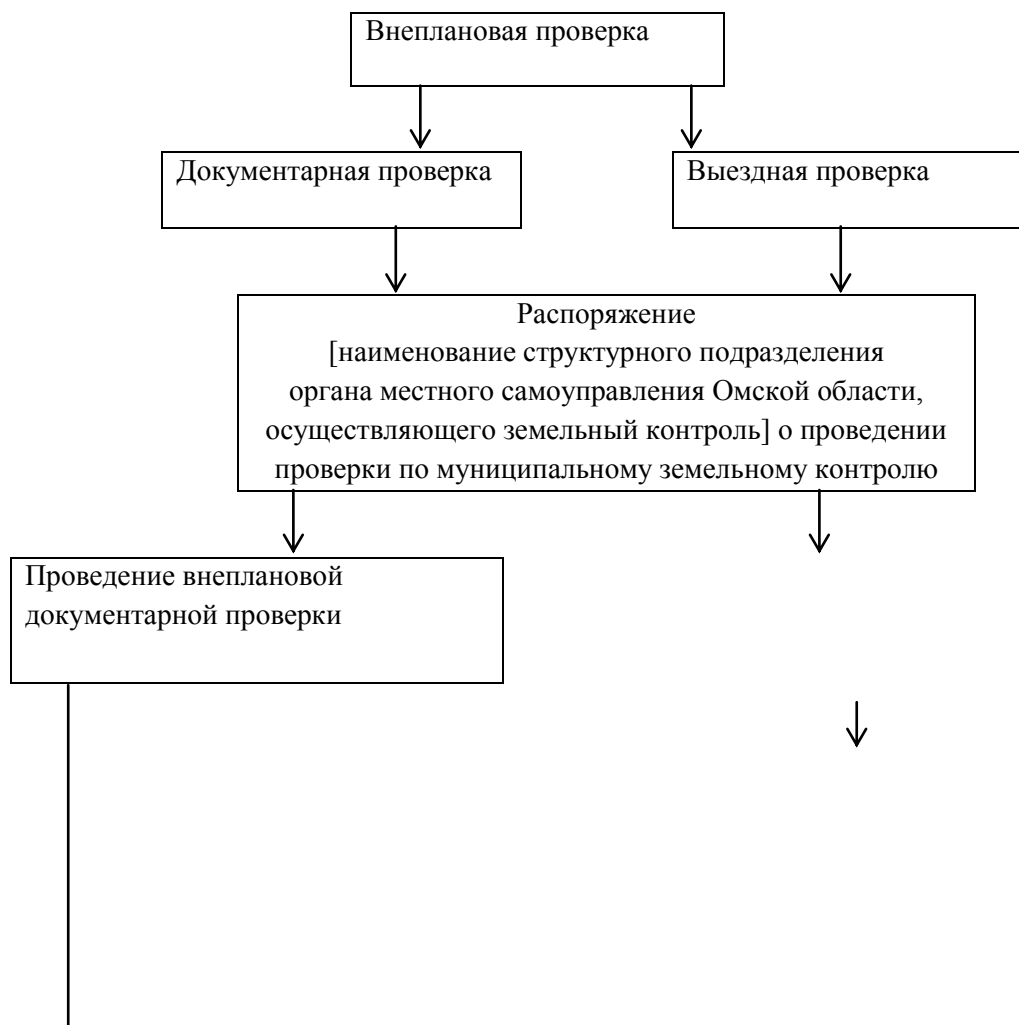 Внеплановая проверка
Документарная проверка
Выездная проверка
Распоряжение
[наименование структурного подразделения
органа местного самоуправления Омской области,
осуществляющего земельный контроль] о проведении
проверки по муниципальному земельному контролю
Проведение внеплановой
документарной проверки